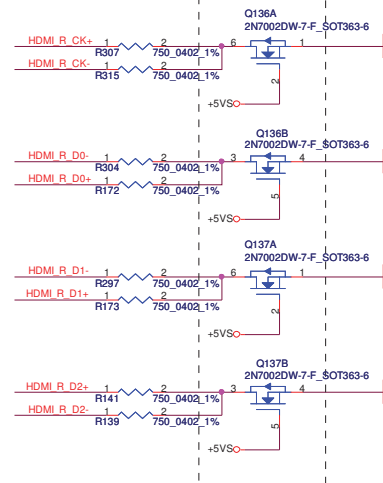 Q136A
2N7002DW-7-F_SOT363-6
HDMI_R_CK+ 1 2 6 1
R307 750_0402_1%
HDMI_R_CK- 1 2
R315 750_0402_1%
2
+5VS
Q136B
2N7002DW-7-F_SOT363-6
HDMI_R_D0- 1 2 3 4
R304 750_0402_1%
HDMI_R_D0+ 1 2
R172 750_0402_1%
5
+5VS
Q137A
2N7002DW-7-F_SOT363-6
HDMI_R_D1- 1 2 6 1
R297 750_0402_1%
HDMI_R_D1+ 1 2
R173 750_0402_1%
2
+5VS
Q137B
2N7002DW-7-F_SOT363-6
HDMI_R_D2+ 1 2 3 4
R141 750_0402_1%
HDMI_R_D2- 1 2
R139 750_0402_1%
5
+5VS